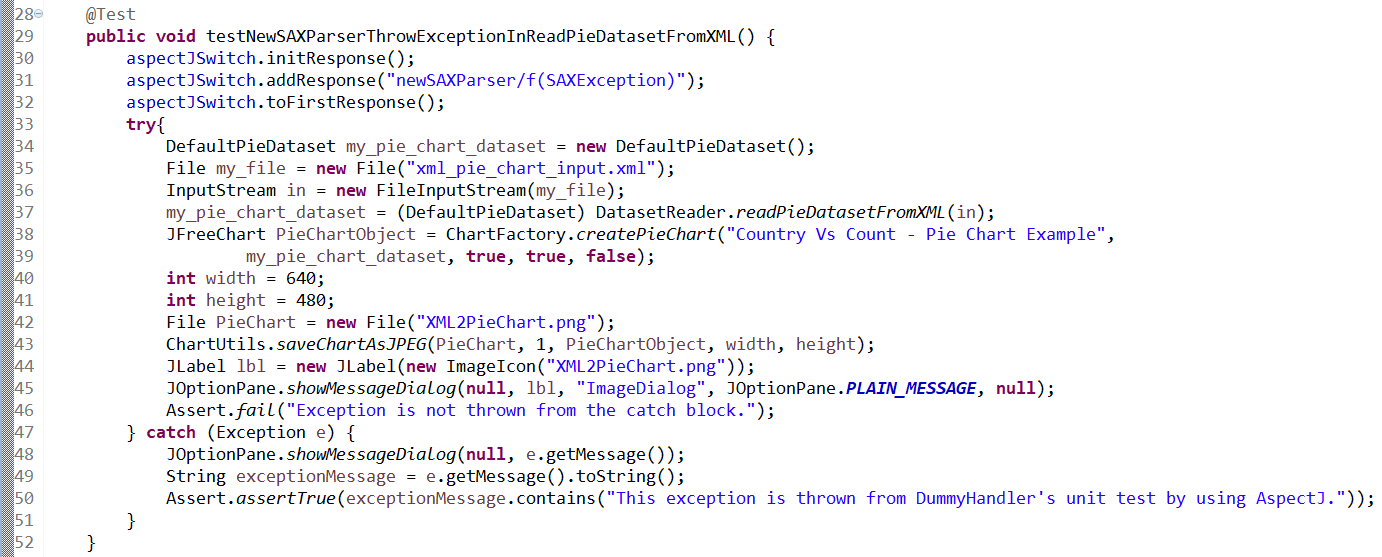 28    @Test
29    public void testNewSAXParserThrowExceptionInReadPieDatasetFromXML() {
30        aspectJSwitch.initResponse();
31        aspectJSwitch.addResponse("newSAXParser/f(SAXException)");
32        aspectJSwitch.toFirstResponse();
33        try{
34            DefaultPieDataset my_pie_chart_dataset = new DefaultPieDataset();
35            File my_file = new File("xml_pie_chart_input.xml");
36            InputStream in = new FileInputStream(my_file);
37            my_pie_chart_dataset = (DefaultPieDataset) DatasetReader.readPieDatasetFromXML(in);
38            JFreeChart PieChartObject = ChartFactory.createPieChart("Country Vs Count - Pie Chart Example",
39                    my_pie_chart_dataset, true, true, false);
40            int width = 640;
41            int height = 480;
42            File PieChart = new File("XML2PieChart.png");
43            ChartUtils.saveChartAsJPEG(PieChart, 1, PieChartObject, width, height);
44            JLabel lbl = new JLabel(new ImageIcon("XML2PieChart.png"));
45            JOptionPane.showMessageDialog(null, lbl, "ImageDialog", JOptionPane.PLAIN_MESSAGE, null);
46            Assert.fail("Exception is not thrown from the catch block.");
47        } catch (Exception e) {
48            JOptionPane.showMessageDialog(null, e.getMessage());
49            String exceptionMessage = e.getMessage().toString();
50            Assert.assertTrue(exceptionMessage.contains("This exception is thrown from DummyHandler's unit test by using AspectJ."));
51        }
52    }